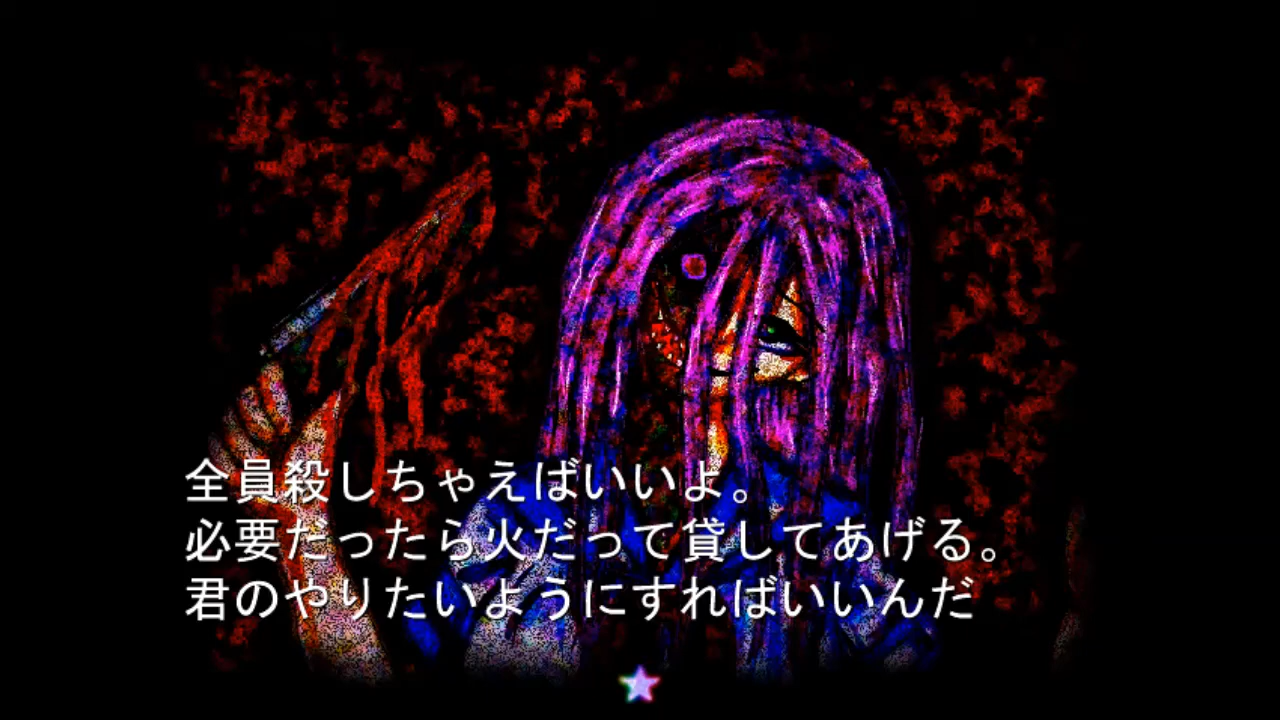 全員殺しちゃえばいいよ。
必要だったら火だって貸してあげる。
君のやりたいようにすればいいんだ